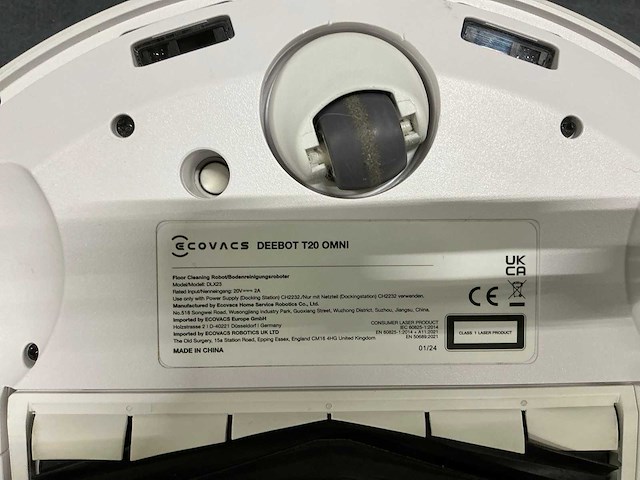 ECOVACS DEEBOT T20 OMNI
Floor Cleaning Robot/Bodenreinigungsroboter
Model/Modell: DLX23
Rated Input/Nenneingang: 20V⎓ 2A
Use only with Power Supply (Docking Station) CH2232 /Nur mit Netzteil (Dockingstation) CH2232 verwenden.
Manufactured by Ecovacs Home Service Robotics Co., Ltd.
No.518 Songwei Road, Wusongjiang Industry Park, Guoxiang Street, Wuzhong District, Suzhou, Jiangsu, China.
Imported by ECOVACS Europe GmbH
Holzstrasse 2 I D-40221 Düsseldorf I Germany
Imported by ECOVACS ROBOTICS UK LTD
The Old Surgery, 15a Station Road, Epping Essex, England CM16 4HG United Kingdom
MADE IN CHINA
UK
CA
CE
CONSUMER LASER PRODUCT
IEC 60825-1:2014
EN 60825-1:2014 + A11:2021
EN 50689:2021
01/24
CLASS 1 LASER PRODUCT